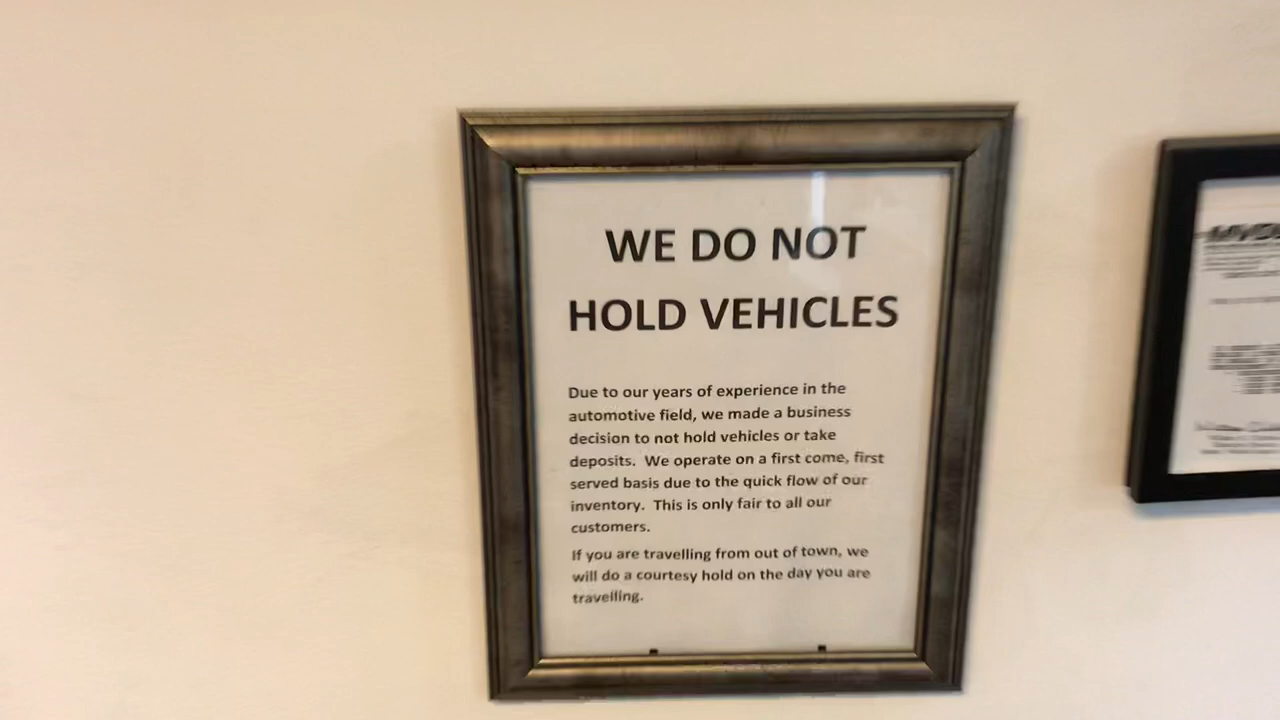 WE DO NOT
HOLD VEHICLES
Due to our years of experience in the
automotive field, we made a business
decision to not hold vehicles or take
deposits. We operate on a first come, first
served basis due to the quick flow of our
inventory. This is only fair to all our
customers.
If you are travelling from out of town, we
will do a courtesy hold on the day you are
travelling.